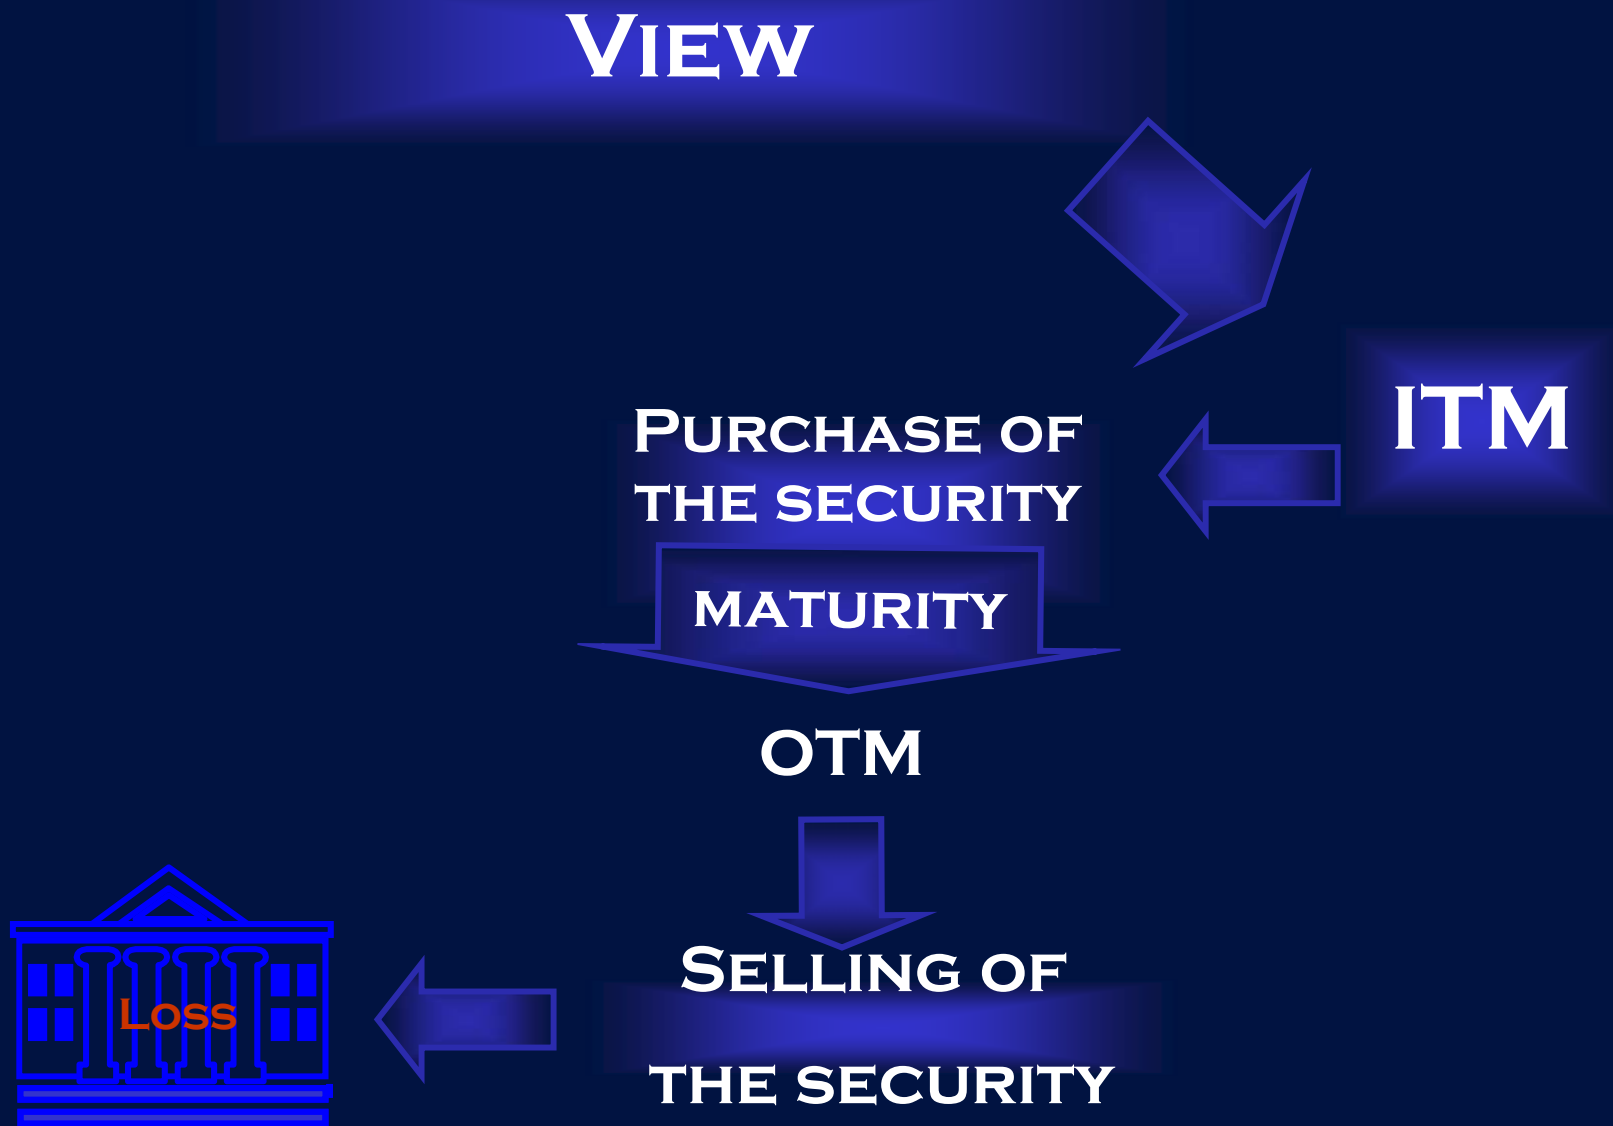 VIEW
ITM
PURCHASE OF
THE SECURITY
MATURITY
OTM
SELLING OF
THE SECURITY
LOSS